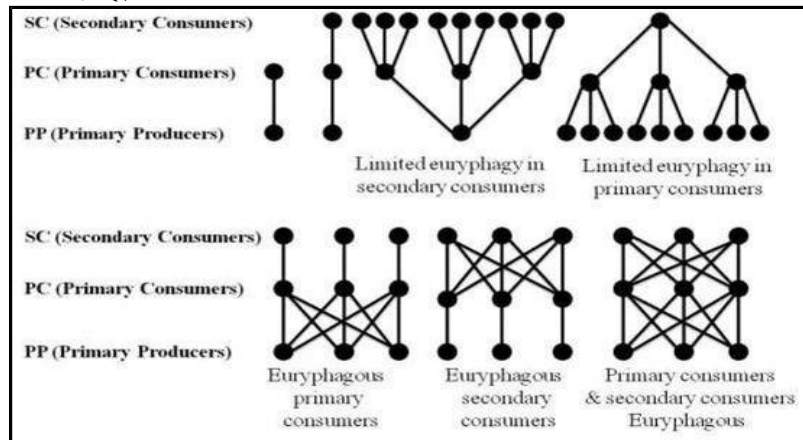 SC (Secondary Consumers)
PC (Primary Consumers)
PP (Primary Producers)
Limited euryphagy in
secondary consumers
Limited euryphagy in
primary consumers
SC (Secondary Consumers)
PC (Primary Consumers)
PP (Primary Producers)
Euryphagous
primary
consumers
Euryphagous
secondary
consumers
Primary consumers
& secondary consumers
Euryphagous